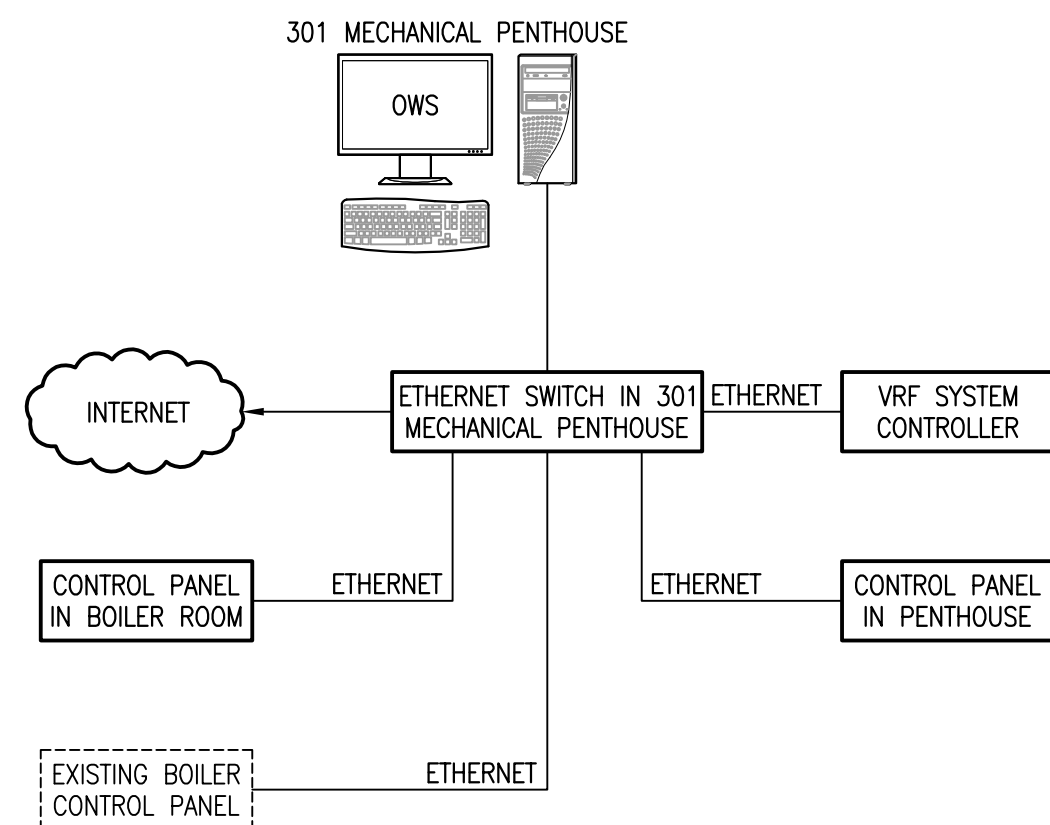 301 MECHANICAL PENTHOUSE
OWS
INTERNET
ETHERNET SWITCH IN 301
MECHANICAL PENTHOUSE
ETHERNET
VRF SYSTEM
CONTROLLER
CONTROL PANEL
IN BOILER ROOM
ETHERNET
ETHERNET
CONTROL PANEL
IN PENTHOUSE
EXISTING BOILER
CONTROL PANEL
ETHERNET